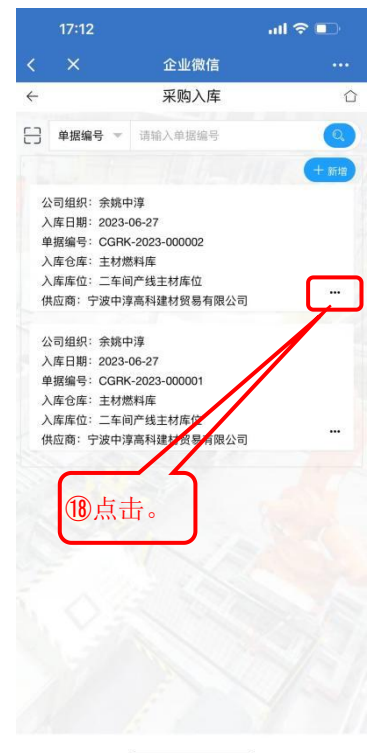 17:12
企业微信
采购入库
单据编号 请输入单据编号
+ 新增
公司组织：余姚中淳
入库日期：2023-06-27
单据编号：CGRK-2023-000002
入库仓库：主材燃料库
入库库位：二车间产线主材库位
供应商：宁波中淳高科建材贸易有限公司
公司组织：余姚中淳
入库日期：2023-06-27
单据编号：CGRK-2023-000001
入库仓库：主材燃料库
入库库位：二车间产线主材库位
供应商：宁波中淳高科建材贸易有限公司
⑱点击。